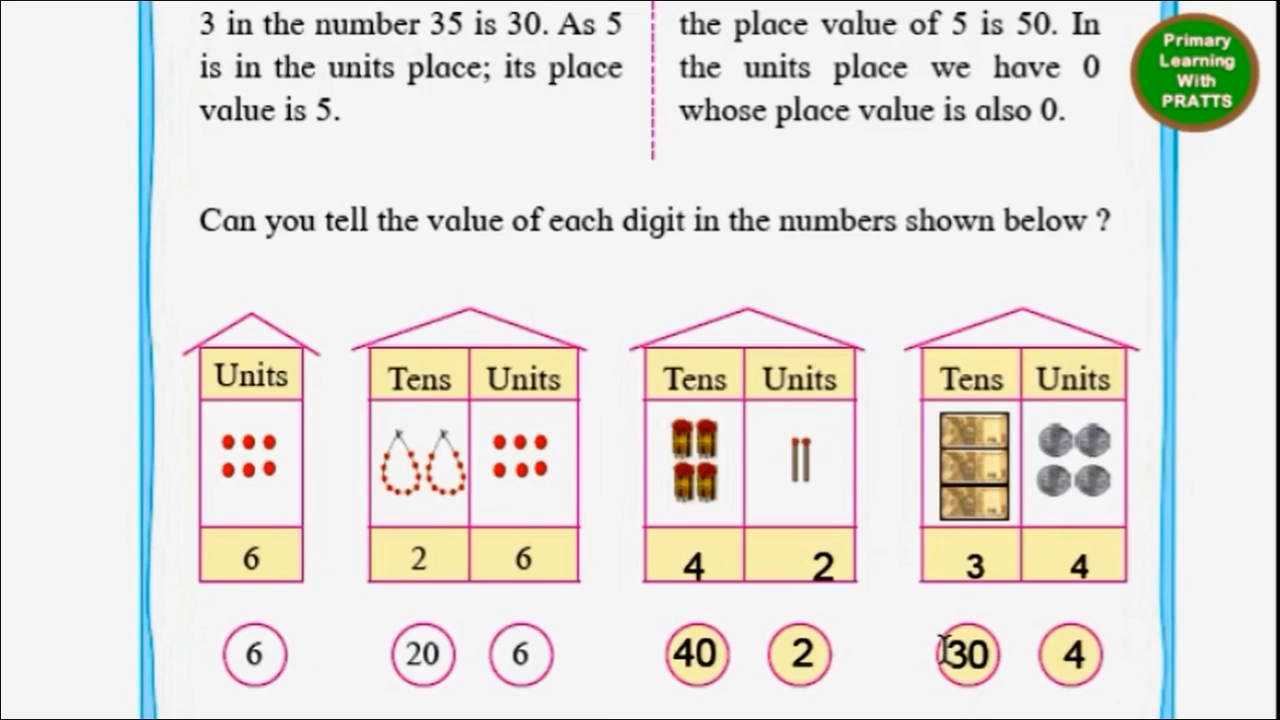 3 in the number 35 is 30. As 5
is in the units place; its place
value is 5.
the place value of 5 is 50. In
the units place we have 0
whose place value is also 0.
Primary
Learning
With
PRATTS
Can you tell the value of each digit in the numbers shown below ?
Units
6
6
Tens Units
2 6
20 6
Tens Units
4 2
40 2
Tens Units
3 4
30 4